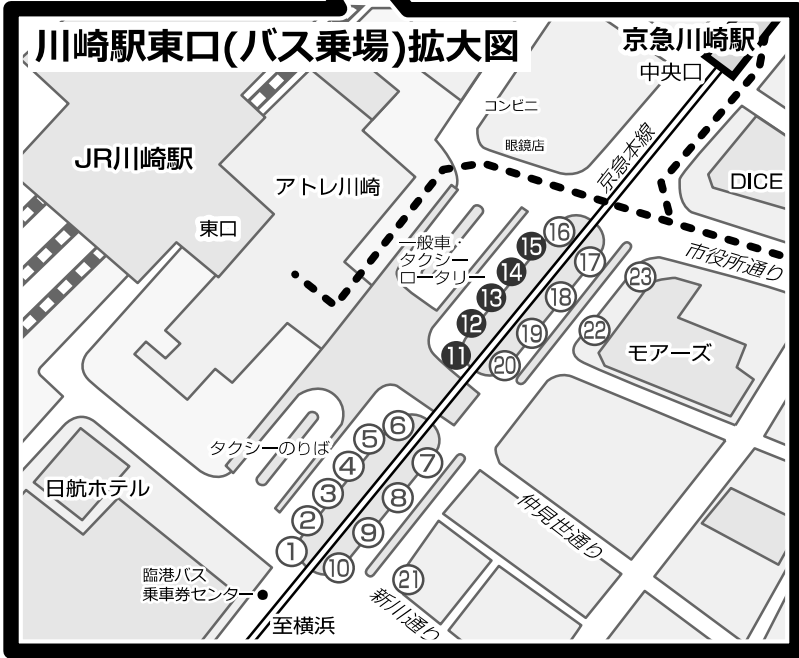 川崎駅東口(バス乗場)拡大図
京急川崎駅
中央口
コンビニ
眼鏡店
京急本線
JR川崎駅
アトレ川崎
DICE
東口
一般車・
タクシー
ロータリー
市役所通り
⑯
⑮
⑭
⑬
⑫
⑪
⑰
⑱
⑲
⑳
㉓
㉒
モアーズ
タクシーのりば
⑥
⑤
④
③
②
①
⑦
⑧
⑨
⑩
日航ホテル
仲見世通り
臨港バス
乗車券センター
㉑
新川通り
至横浜